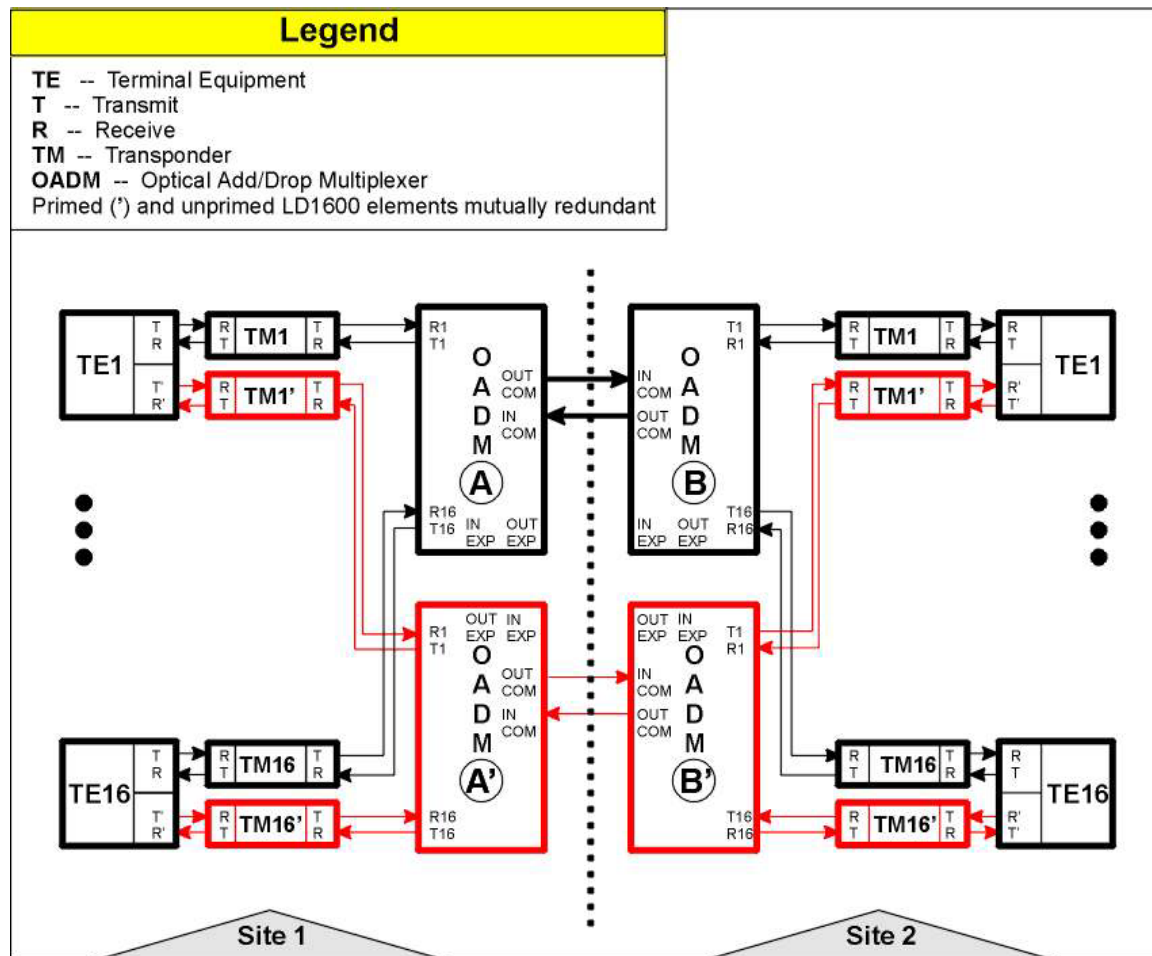 Legend
TE -- Terminal Equipment
T -- Transmit
R -- Receive
TM -- Transponder
OADM -- Optical Add/Drop Multiplexer
Primed (') and unprimed LD1600 elements mutually redundant
TE1
T
R
T'
R'
R
T
TM1
T
R
R
T
TM1'
T
R
R1
T1
OADM
A
OUT
COM
IN
COM
R16
T16
IN
EXP
OUT
EXP
IN
COM
OUT
COM
OADM
B
T1
R1
IN
EXP
OUT
EXP
T16
R16
R
T
TM1
T
R
R
T
TM1'
T
R
R
T
R'
T'
TE1
TE16
T
R
T'
R'
R
T
TM16
T
R
R
T
TM16'
T
R
R1
T1
OUT
EXP
IN
EXP
OADM
A'
OUT
COM
IN
COM
R16
T16
OUT
EXP
IN
EXP
IN
COM
OUT
COM
OADM
B'
T1
R1
T16
R16
R
T
TM16
T
R
R
T
TM16'
T
R
R
T
R'
T'
TE16
Site 1
Site 2